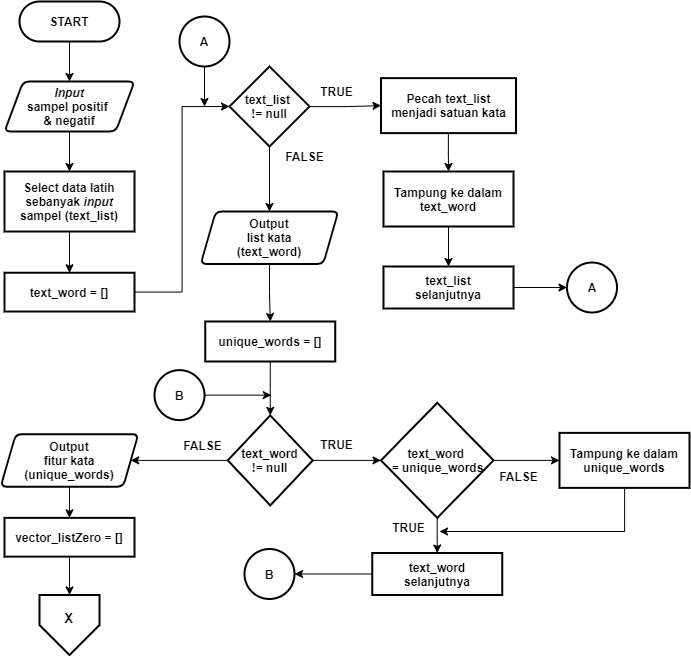 START
Input
sampel positif
& negatif
Select data latih
sebanyak input
sampel (text_list)
text_word = []
A
text_list
!= null
TRUE
Pecah text_list
menjadi satuan kata
Tampung ke dalam
text_word
text_list
selanjutnya
A
FALSE
Output
list kata
(text_word)
unique_words = []
B
text_word
!= null
TRUE
text_word
= unique_words
FALSE
Tampung ke dalam
unique_words
TRUE
text_word
selanjutnya
B
FALSE
Output
fitur kata
(unique_words)
vector_listZero = []
X